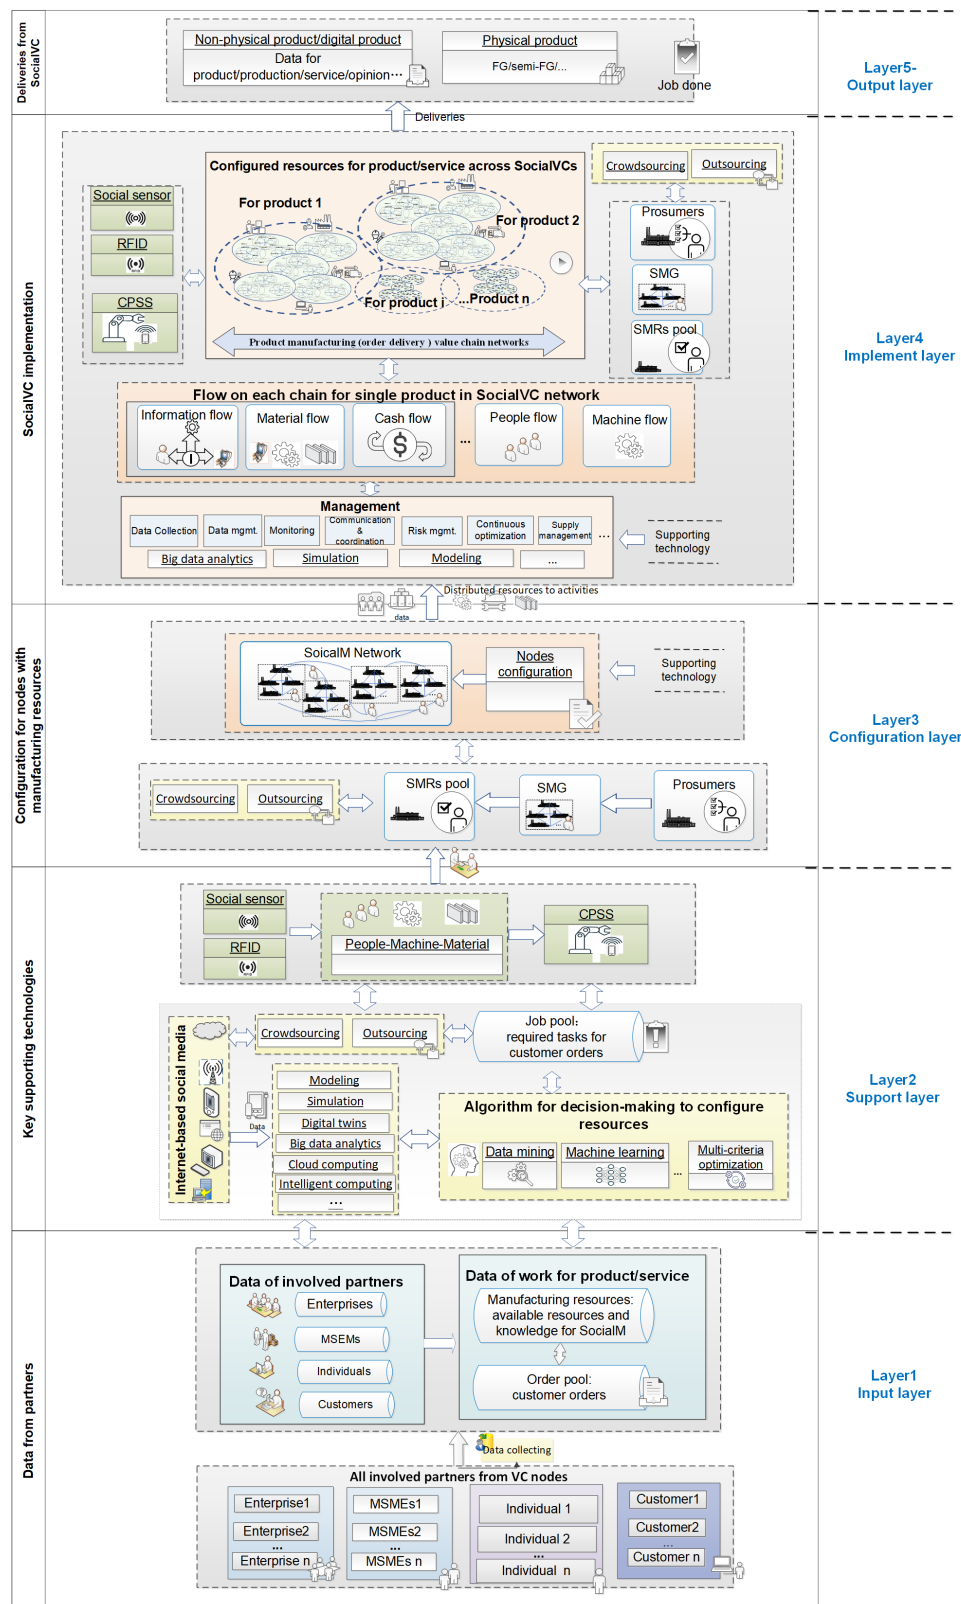 Deliveries from
SocialVC
Non-physical product/digital product
Data for
product/production/service/opinion···
Physical product
FG/semi-FG/...
Job done
Layer5-
Output layer
Deliveries
SocialVC implementation
Configured resources for product/service across SocialVCs
For product 1
For product 2
For product i
...Product n
Product manufacturing (order delivery ) value chain networks
Social sensor
RFID
CPSS
Crowdsourcing
Outsourcing
Prosumers
SMG
SMRs pool
Layer4
Implement layer
Flow on each chain for single product in SocialVC network
Information flow
Material flow
Cash flow
...
People flow
Machine flow
Management
Data Collection
Data mgmt.
Monitoring
Communication
&
coordination
Risk mgmt.
Continuous
optimization
Supply
management
...
Big data analytics
Simulation
Modeling
...
Supporting
technology
Distributed resources to activities
data
Configuration for nodes with
manufacturing resources
SoicalM Network
Nodes
configuration
Supporting
technology
Layer3
Configuration layer
Crowdsourcing
Outsourcing
SMRs pool
SMG
Prosumers
Key supporting technologies
Social sensor
RFID
RFID
People-Machine-Material
CPSS
Internet-based social media
Crowdsourcing
Outsourcing
Job pool:
required tasks for
customer orders
Data
Modeling
Simulation
Digital twins
Big data analytics
Cloud computing
Intelligent computing
...
Algorithm for decision-making to configure
resources
Data mining
Machine learning
...
Multi-criteria
optimization
Layer2
Support layer
Data from partner
Data of involved partners
Enterprises
MSEMs
Individuals
Customers
Data of work for product/service
Manufacturing resources:
available resources and
knowledge for SocialM
Order pool:
customer orders
Layer1
Input layer
Data collecting
All involved partners from VC nodes
Enterprise1
Enterprise2
...
Enterprise n
MSMEs1
MSMEs2
...
MSMEs n
Individual 1
Individual 2
...
Individual n
Customer1
Customer2
...
Customer n